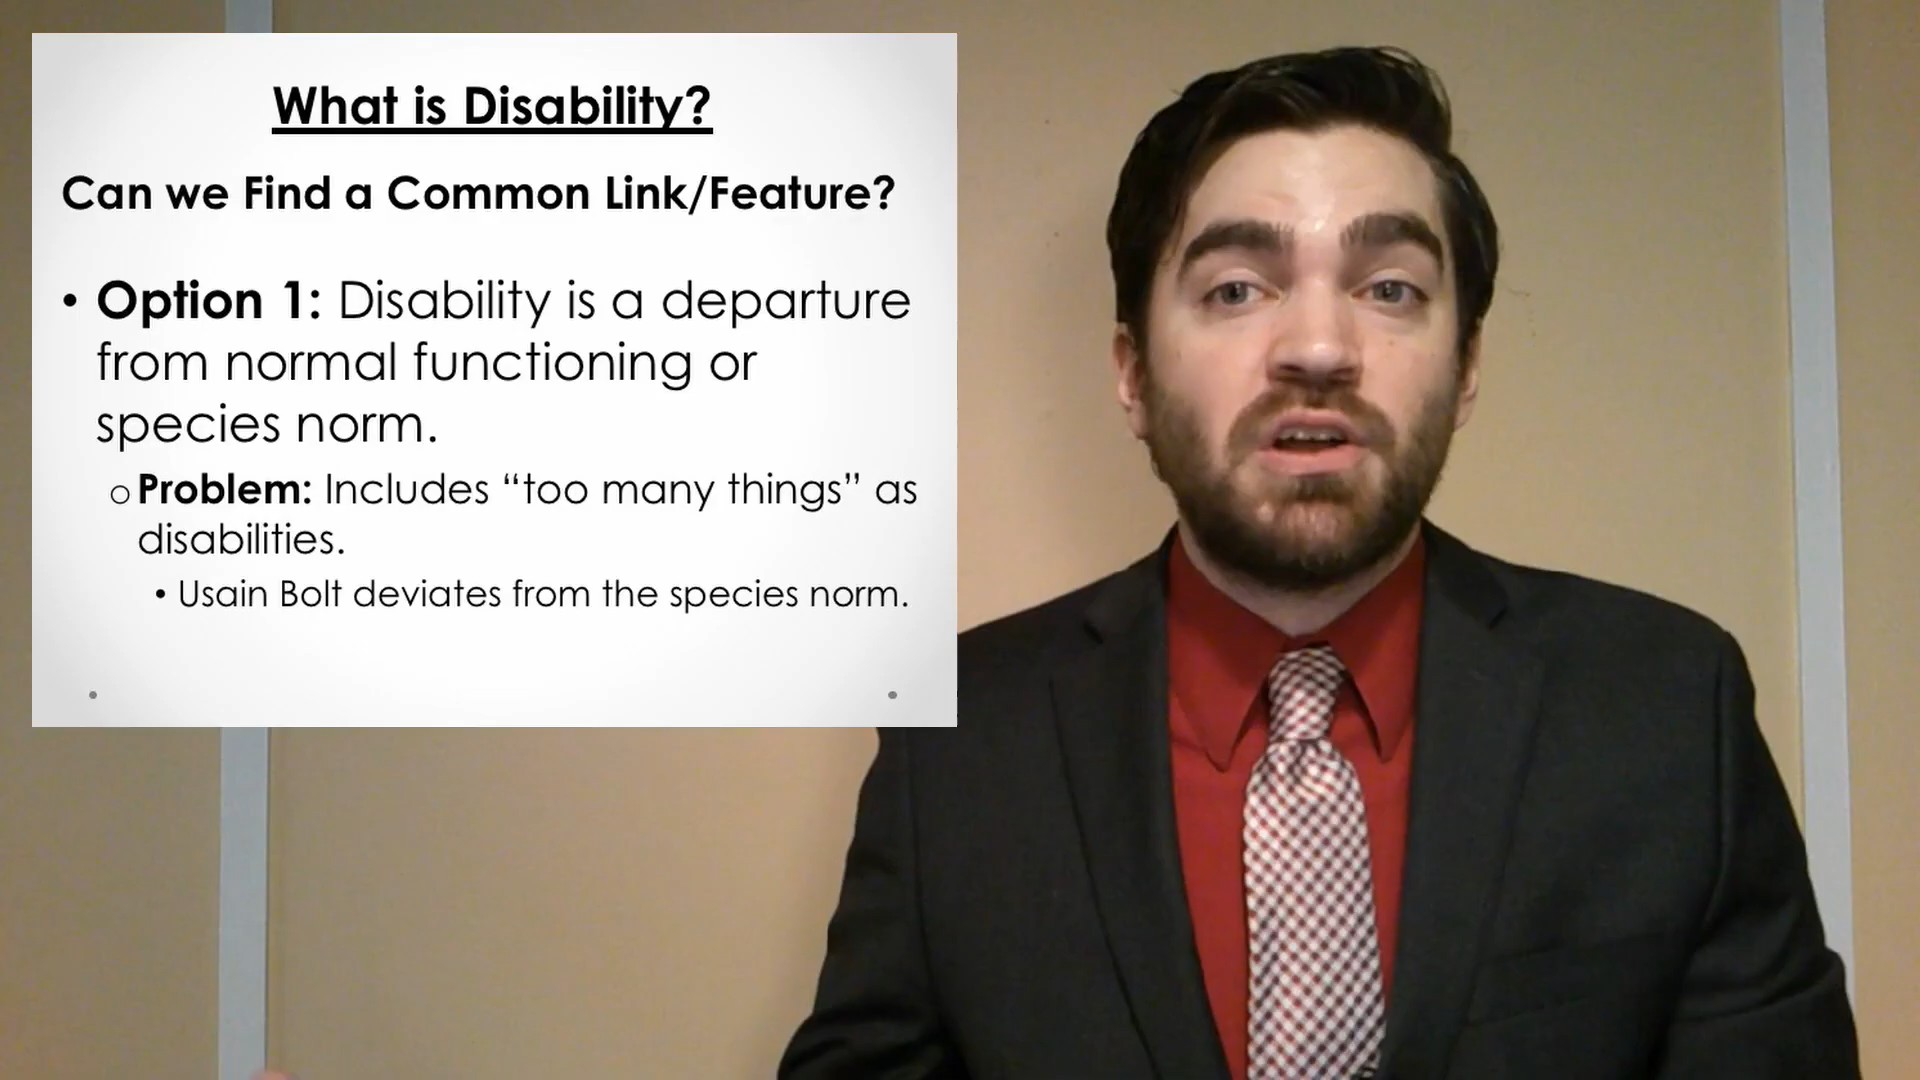 What is Disability?
Can we Find a Common Link/Feature?
• Option 1: Disability is a departure
from normal functioning or
species norm.
o Problem: Includes “too many things” as
disabilities.
• Usain Bolt deviates from the species norm.